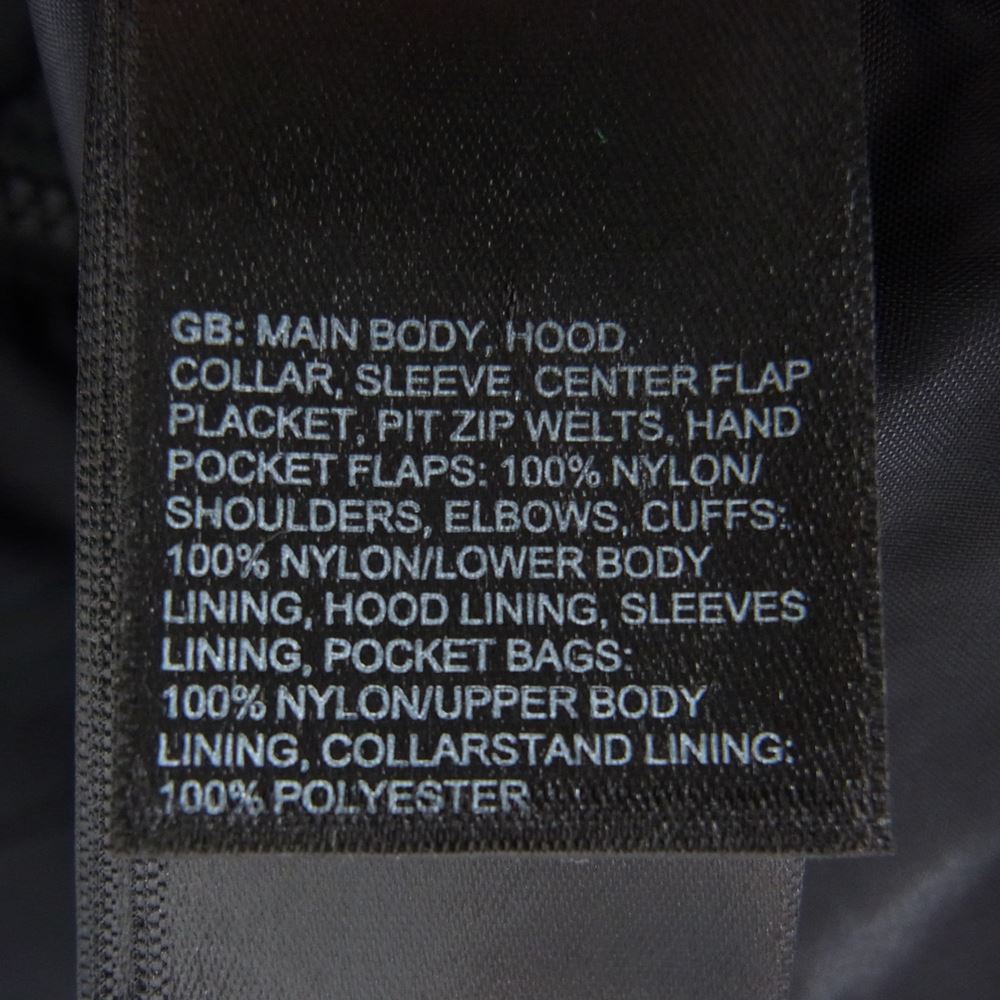 GB: MAIN BODY, HOOD,
COLLAR, SLEEVE, CENTER FLAP
PLACKET, PIT ZIP WELTS, HAND
POCKET FLAPS: 100% NYLON/
SHOULDERS, ELBOWS, CUFFS:
100% NYLON/LOWER BODY
LINING, HOOD LINING, SLEEVES
LINING, POCKET BAGS:
100% NYLON/UPPER BODY
LINING, COLLARSTAND LINING:
100% POLYESTER